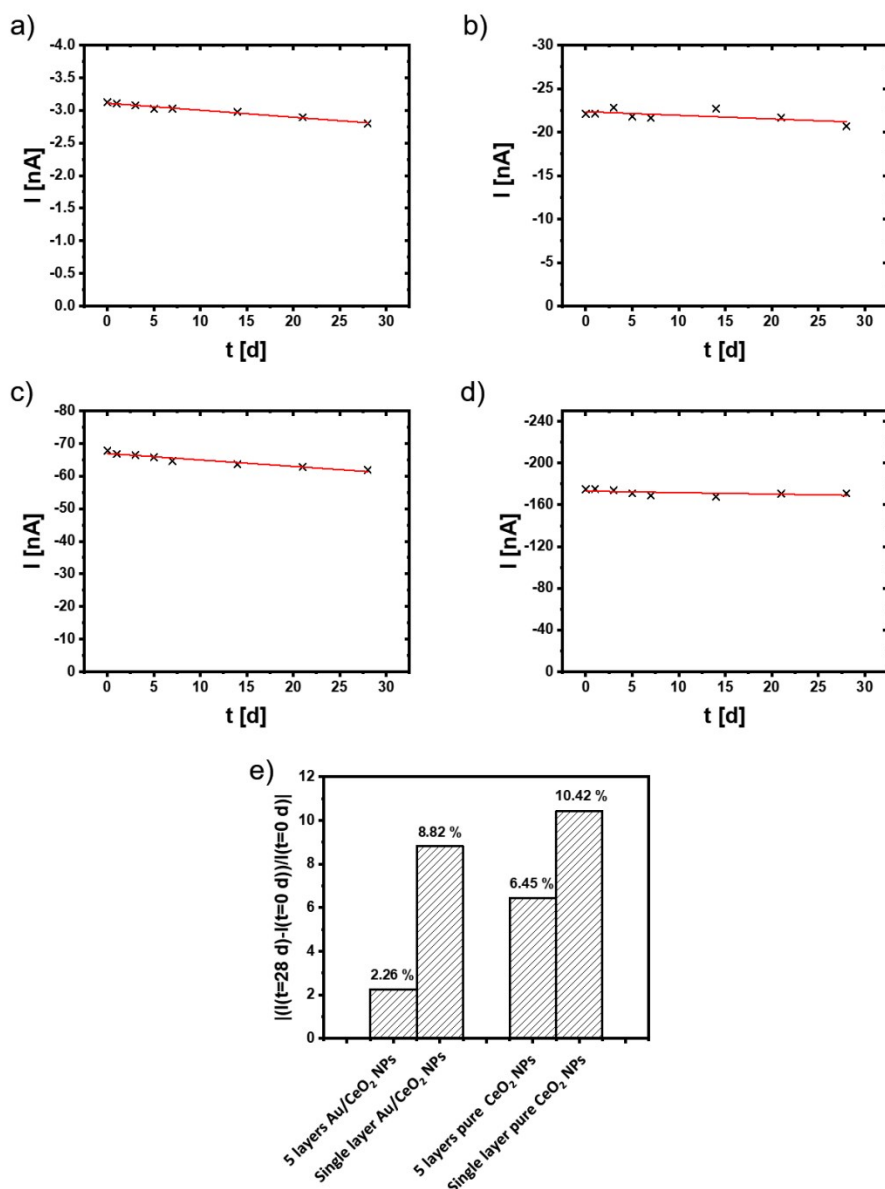 a)
-4.0
-3.5
-3.0
-2.5
-2.0
-1.5
-1.0
-0.5
0.0
I [nA]
0 5 10 15 20 25 30
t [d]
b)
-30
-25
-20
-15
-10
-5
0
I [nA]
0 5 10 15 20 25 30
t [d]
c)
-80
-70
-60
-50
-40
-30
-20
-10
0
I [nA]
0 5 10 15 20 25 30
t [d]
d)
-240
-200
-160
-120
-80
-40
0
I [nA]
0 5 10 15 20 25 30
t [d]
e)
12
10
8
6
4
2
0
|(I(t=28 d)-I(t=0 d))/I(t=0 d)|
2.26 %
8.82 %
6.45 %
10.42 %
5 layers Au/CeO₂ NPs
Single layer Au/CeO₂ NPs
5 layers pure CeO₂ NPs
Single layer pure CeO₂ NPs